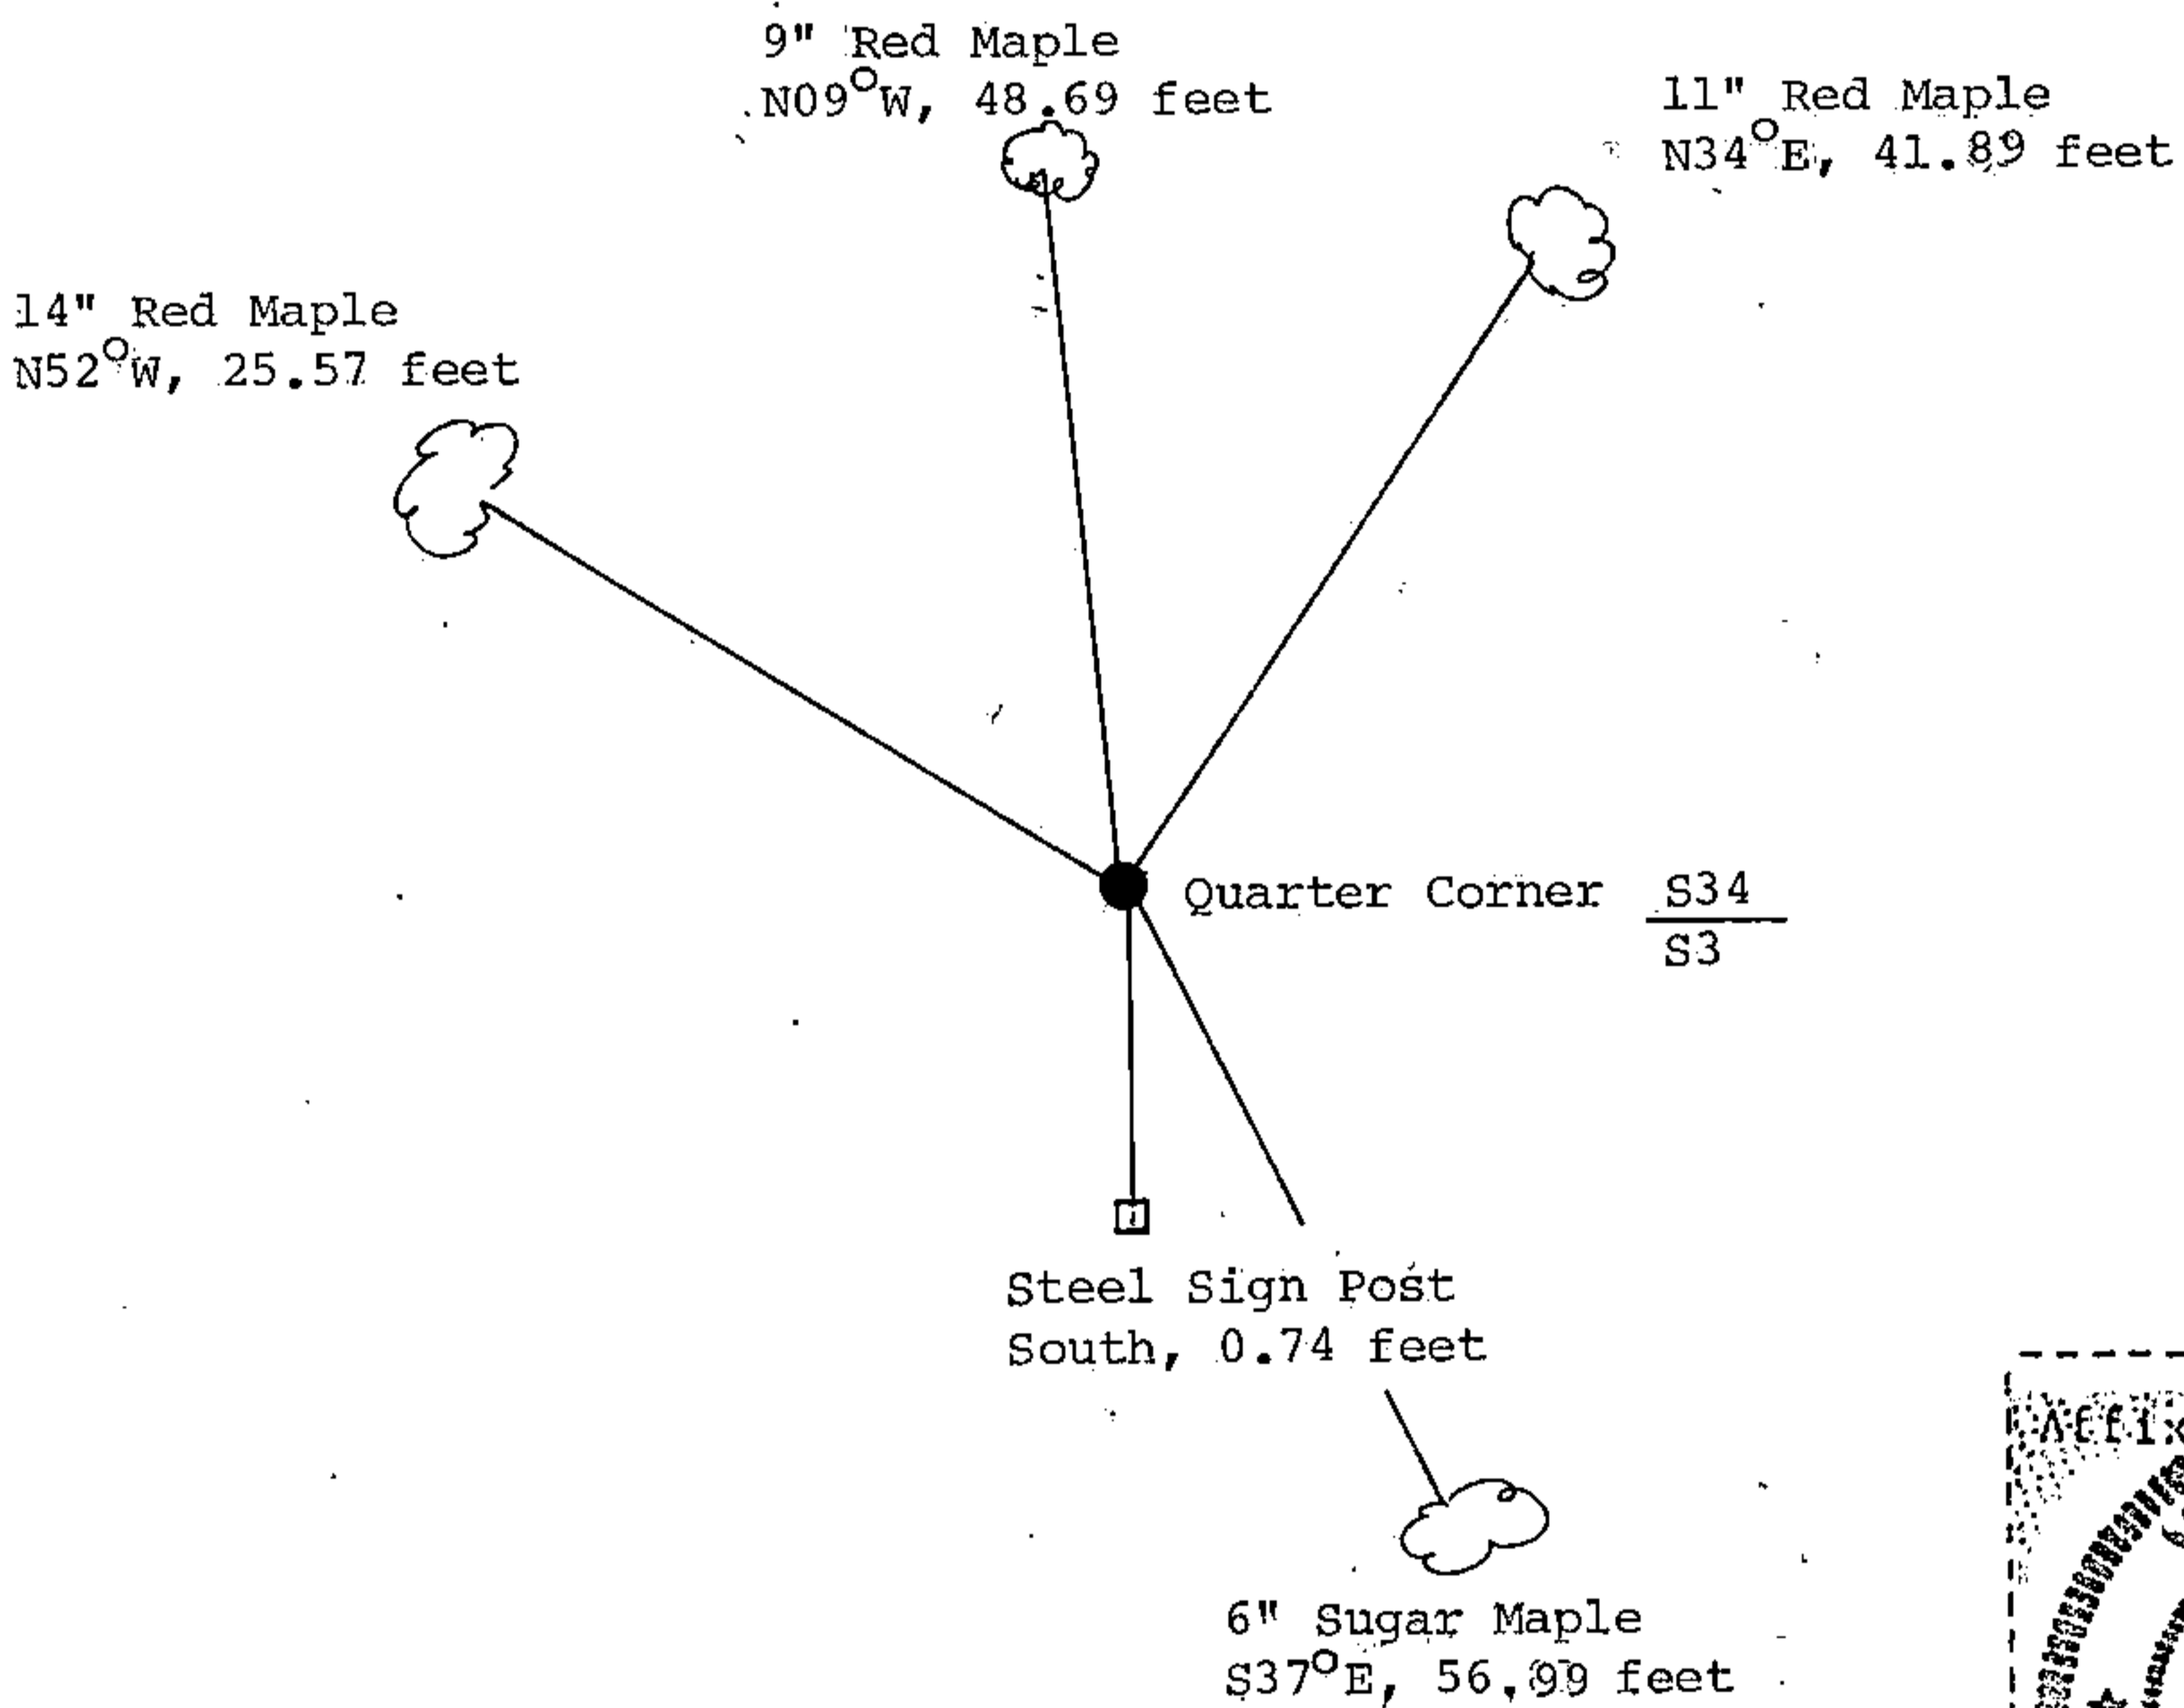 9" Red Maple
N09°W, 48.69 feet
11" Red Maple
N34°E, 41.89 feet
14" Red Maple
N52°W, 25.57 feet
Quarter Corner S34
S3
Steel Sign Post
South, 0.74 feet
Affix
6" Sugar Maple
S37°E, 56.99 feet